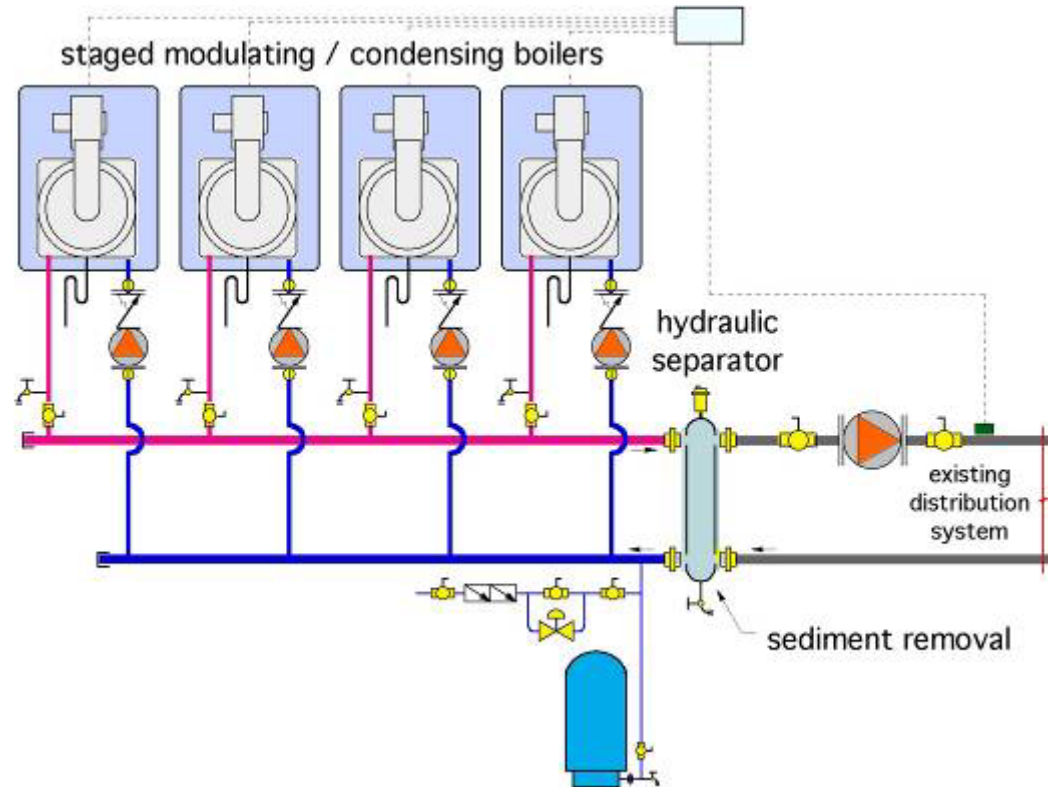 staged modulating / condensing boilers
hydraulic
separator
existing
distribution
system
sediment removal